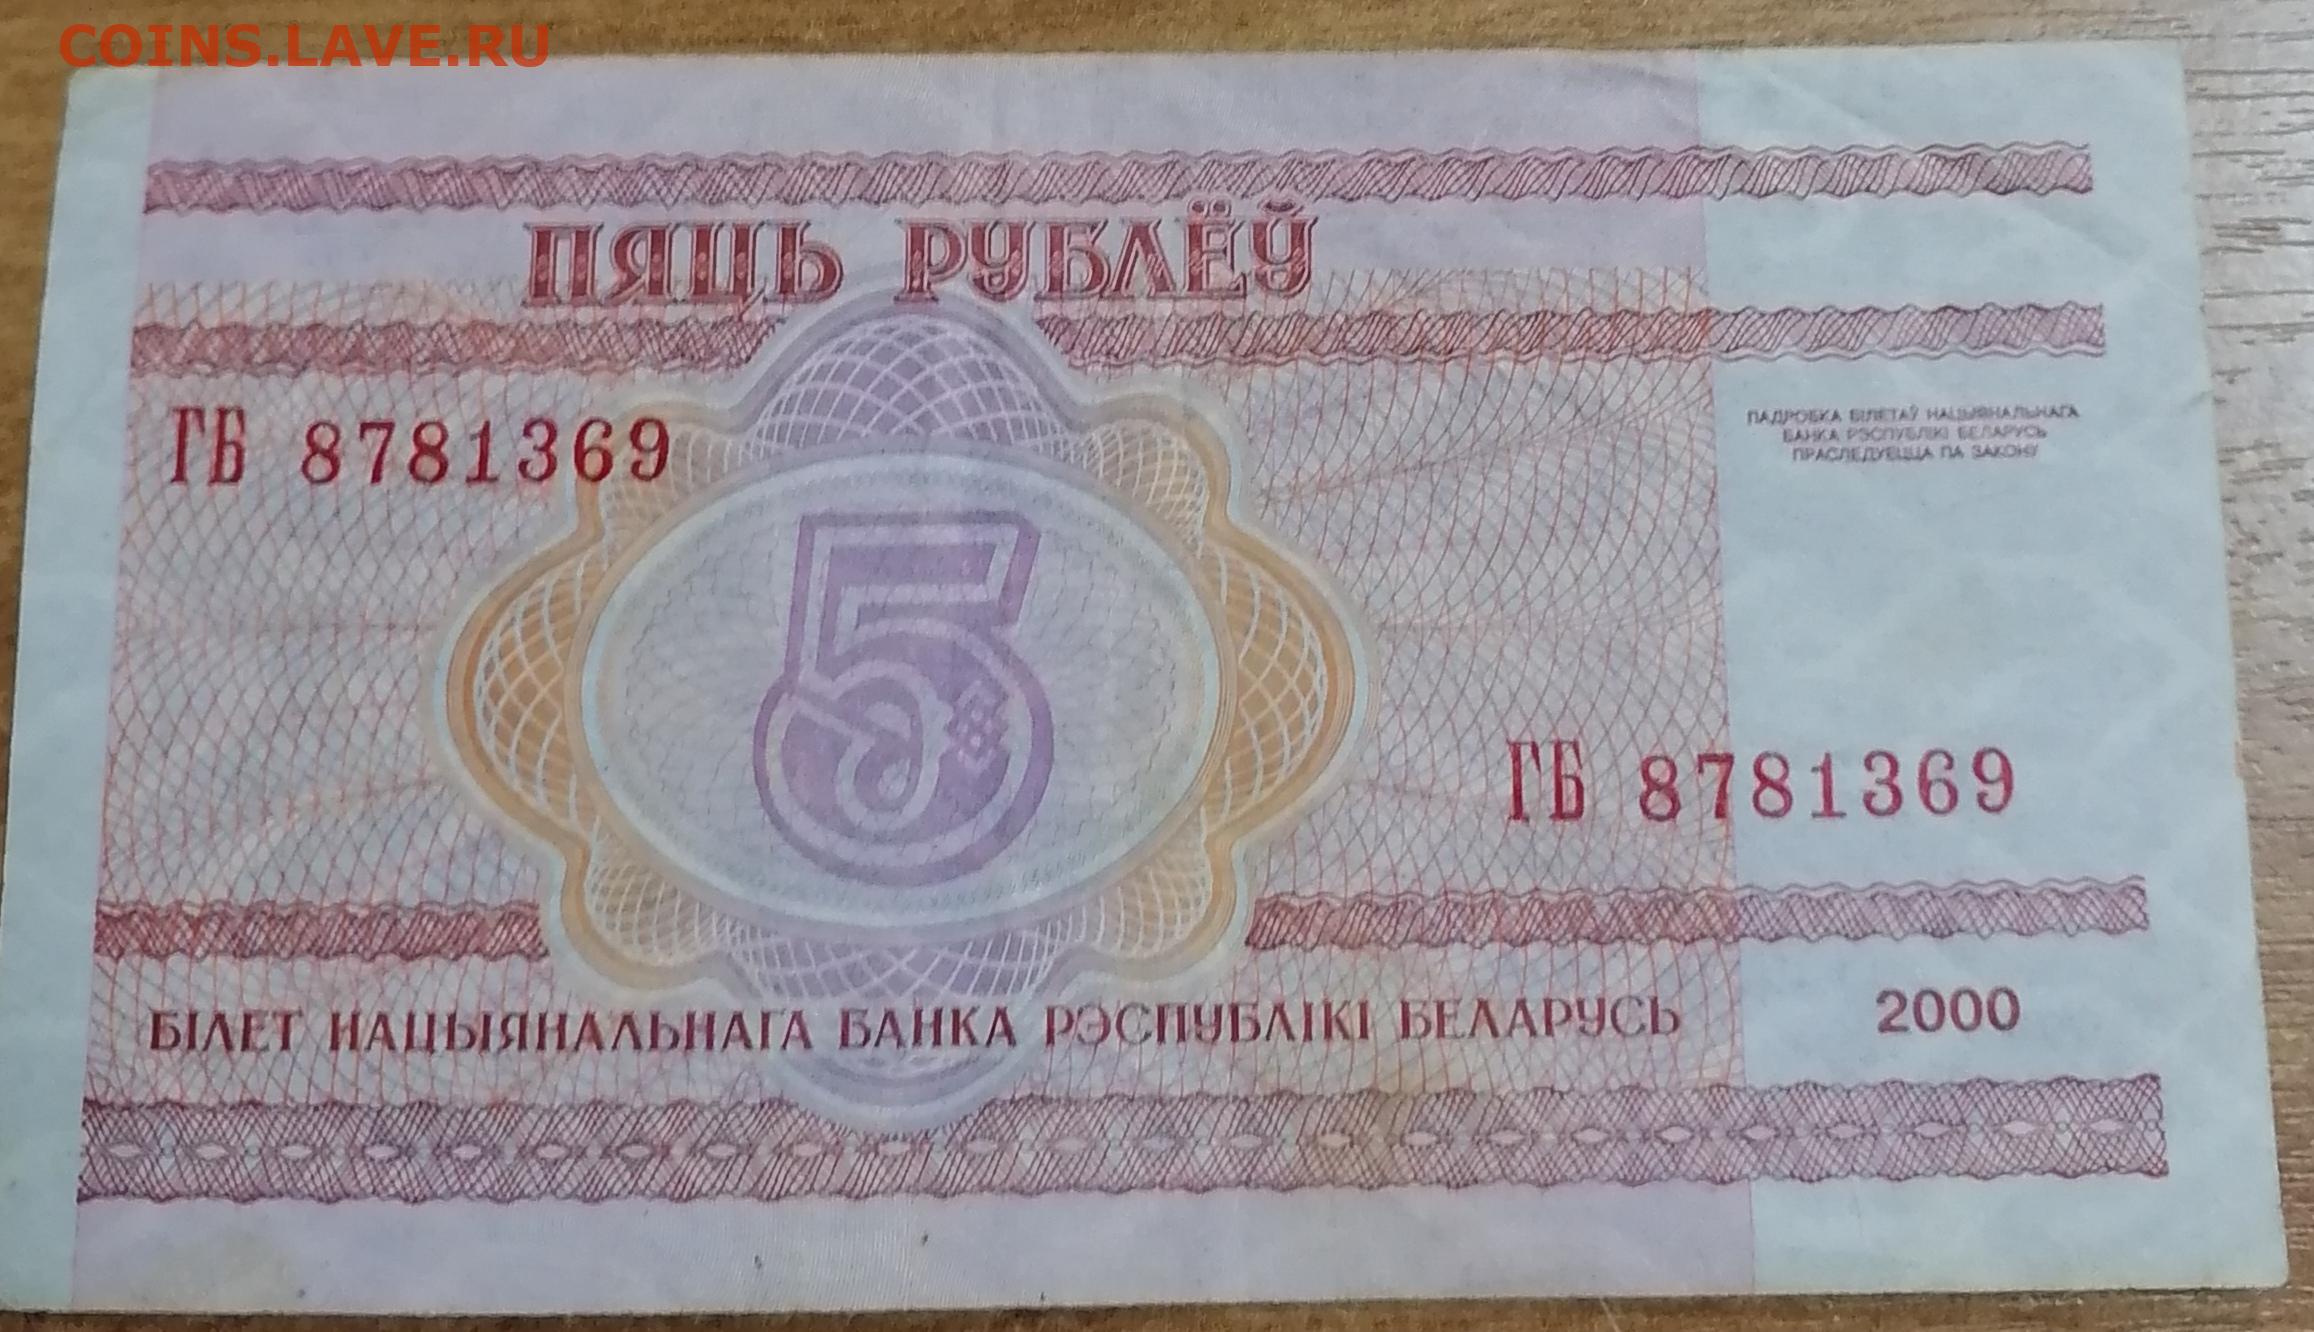 COINS.LAVE.RU
ПЯЦЬ РУБЛЁЎ
ГБ 8781369
ПАДРОБКА БІЛЕТАЎ НАЦЫЯНАЛЬНАГА
БАНКА РЭСПУБЛІКІ БЕЛАРУСЬ
ПРАСЛЕДУЕЦЦА ПА ЗАКОНУ
5
ГБ 8781369
БІЛЕТ НАЦЫЯНАЛЬНАГА БАНКА РЭСПУБЛІКІ БЕЛАРУСЬ 2000